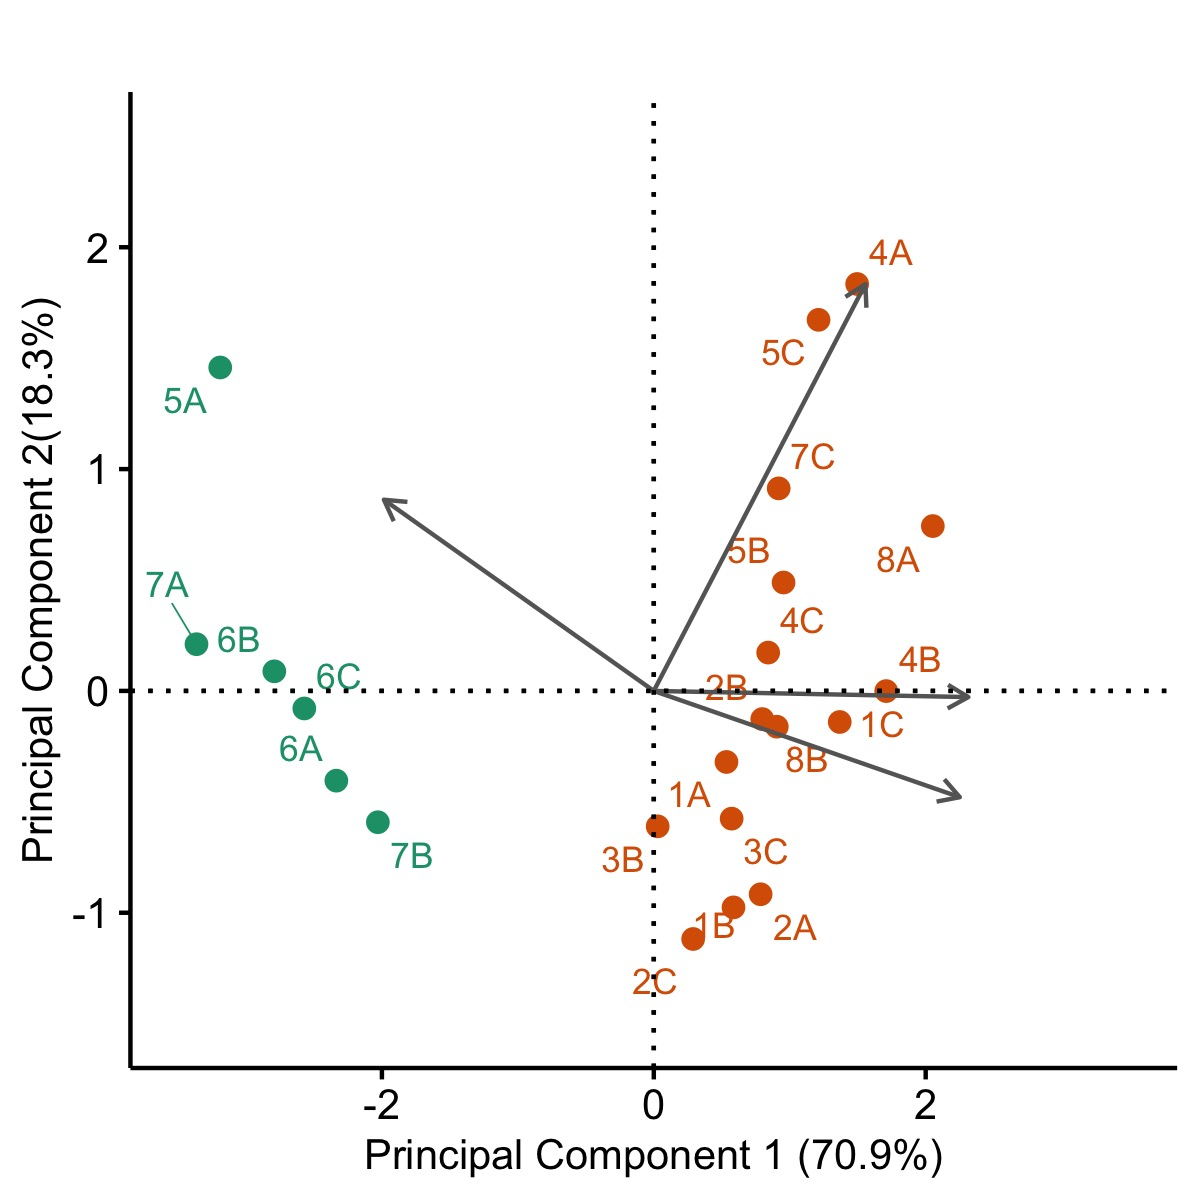 2
1
0
-1
-2
0
2
Principal Component 2(18.3%)
Principal Component 1 (70.9%)
4A
5C
5A
7C
5B
8A
7A
4C
6B
4B
6C
2B
1C
6A
8B
1A
7B
3B
3C
1B
2A
2C